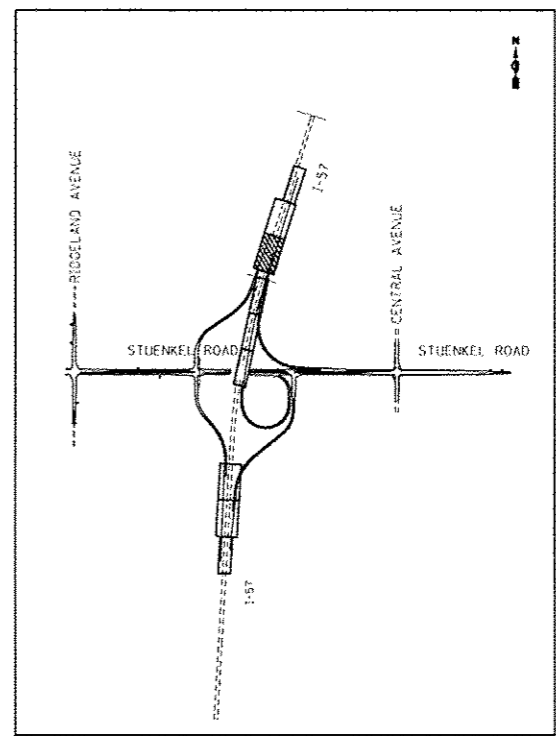 N
I-57
RIDGELAND AVENUE
CENTRAL AVENUE
STUENKEL ROAD
STUENKEL ROAD
I-57